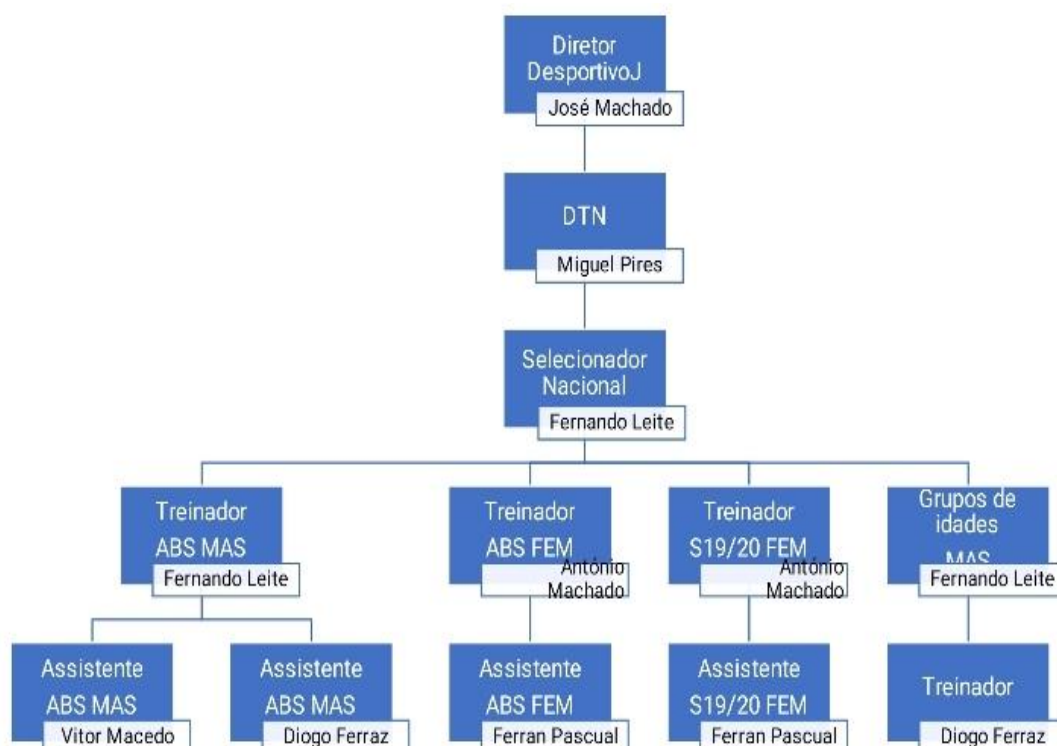 Diretor
DesportivoJ
José Machado
DTN
Miguel Pires
Selecionador
Nacional
Fernando Leite
Treinador
ABS MAS
Fernando Leite
Treinador
ABS FEM
António
Machado
Treinador
S19/20 FEM
António
Machado
Grupos de
idades
MAS
Fernando Leite
Assistente
ABS MAS
Vitor Macedo
Assistente
ABS MAS
Diogo Ferraz
Assistente
ABS FEM
Ferran Pascual
Assistente
S19/20 FEM
Ferran Pascual
Treinador
Diogo Ferraz